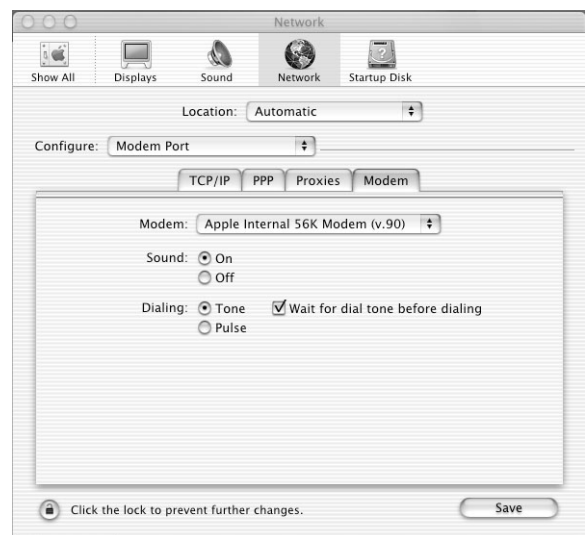 Network
Show All Displays Sound Network Startup Disk
Location: Automatic
Configure: Modem Port
TCP/IP PPP Proxies Modem
Modem: Apple Internal 56K Modem (v.90)
Sound: On
Off
Dialing: Tone Wait for dial tone before dialing
Pulse
Click the lock to prevent further changes. Save